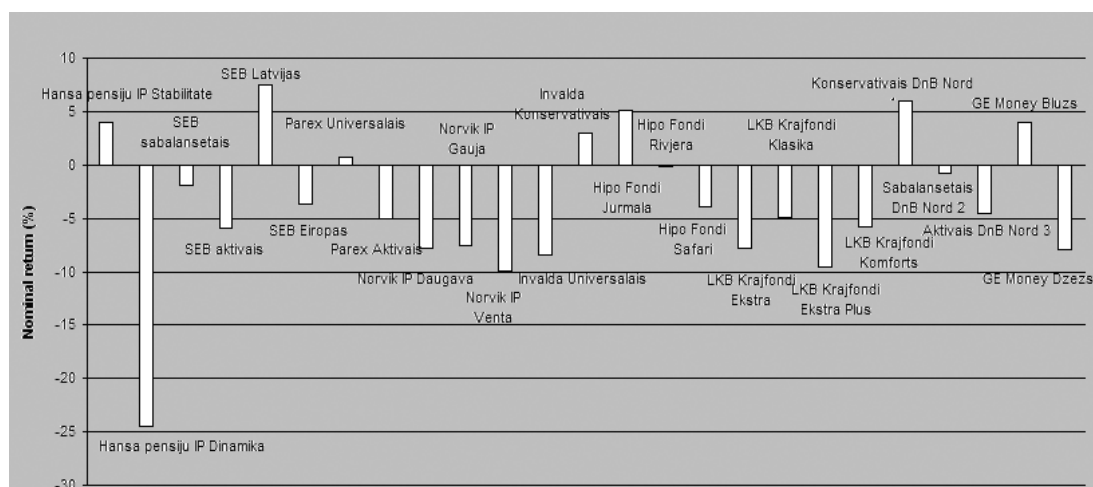 10
SEB Latvijas
Konservativais DnB Nord
Hansa pensiju IP Stabilitate
Invalda
Konservativais
GE Money Bluzs
5
SEB
sabalansetais
Parex Universalais
Norvik IP
Gauja
Hipo Fondi
Rivjera
LKB Krajfondi
Klasika
0
Hipo Fondi
Jurmala
Sabalansetais
DnB Nord 2
-5
SEB aktivais
SEB Eiropas
Parex Aktivais
Hipo Fondi
Safari
LKB Krajfondi
Komforts
Aktivais DnB Nord 3
-10
Norvik IP Daugava
Norvik IP
Venta
Invalda Universalais
LKB Krajfondi
Ekstra
LKB Krajfondi
Ekstra Plus
GE Money Dzezs
-15
-20
-25
Hansa pensiju IP Dinamika
-30
Nominal return (%)